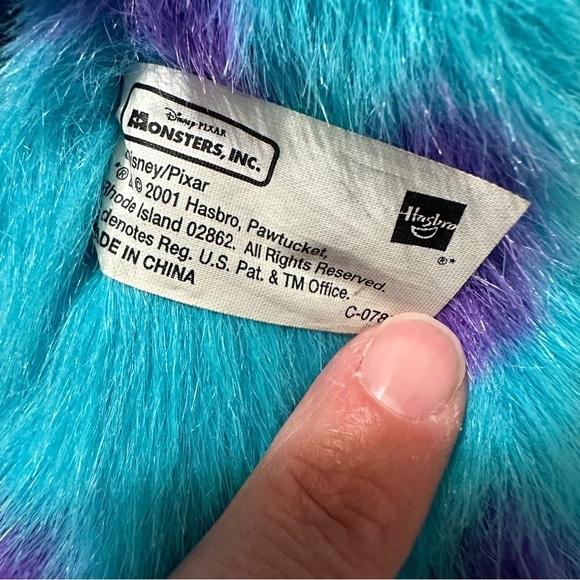 Disney·PIXAR
MONSTERS, INC.
isney/Pixar
*® & © 2001 Hasbro, Pawtucket,
Rhode Island 02862. All Rights Reserved.
denotes Reg. U.S. Pat. & TM Office.
MADE IN CHINA
Hasbro
®*
C-078